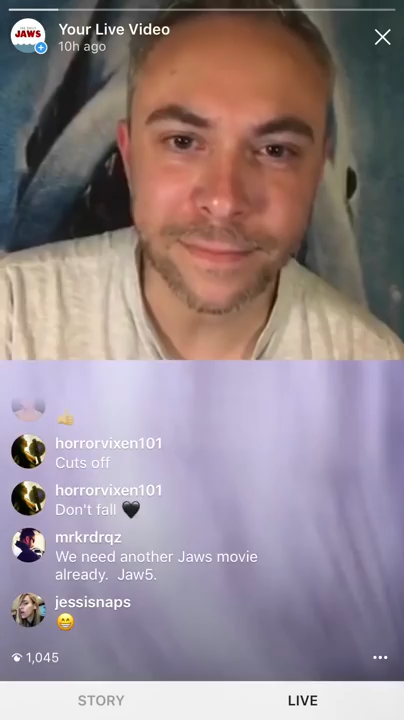 JAWS
Your Live Video
10h ago
horrorvixen101
Cuts off
horrorvixen101
Don't fall 🖤
mrkrdrqz
We need another Jaws movie
already. Jaw5.
jessisnaps
1,045
STORY
LIVE